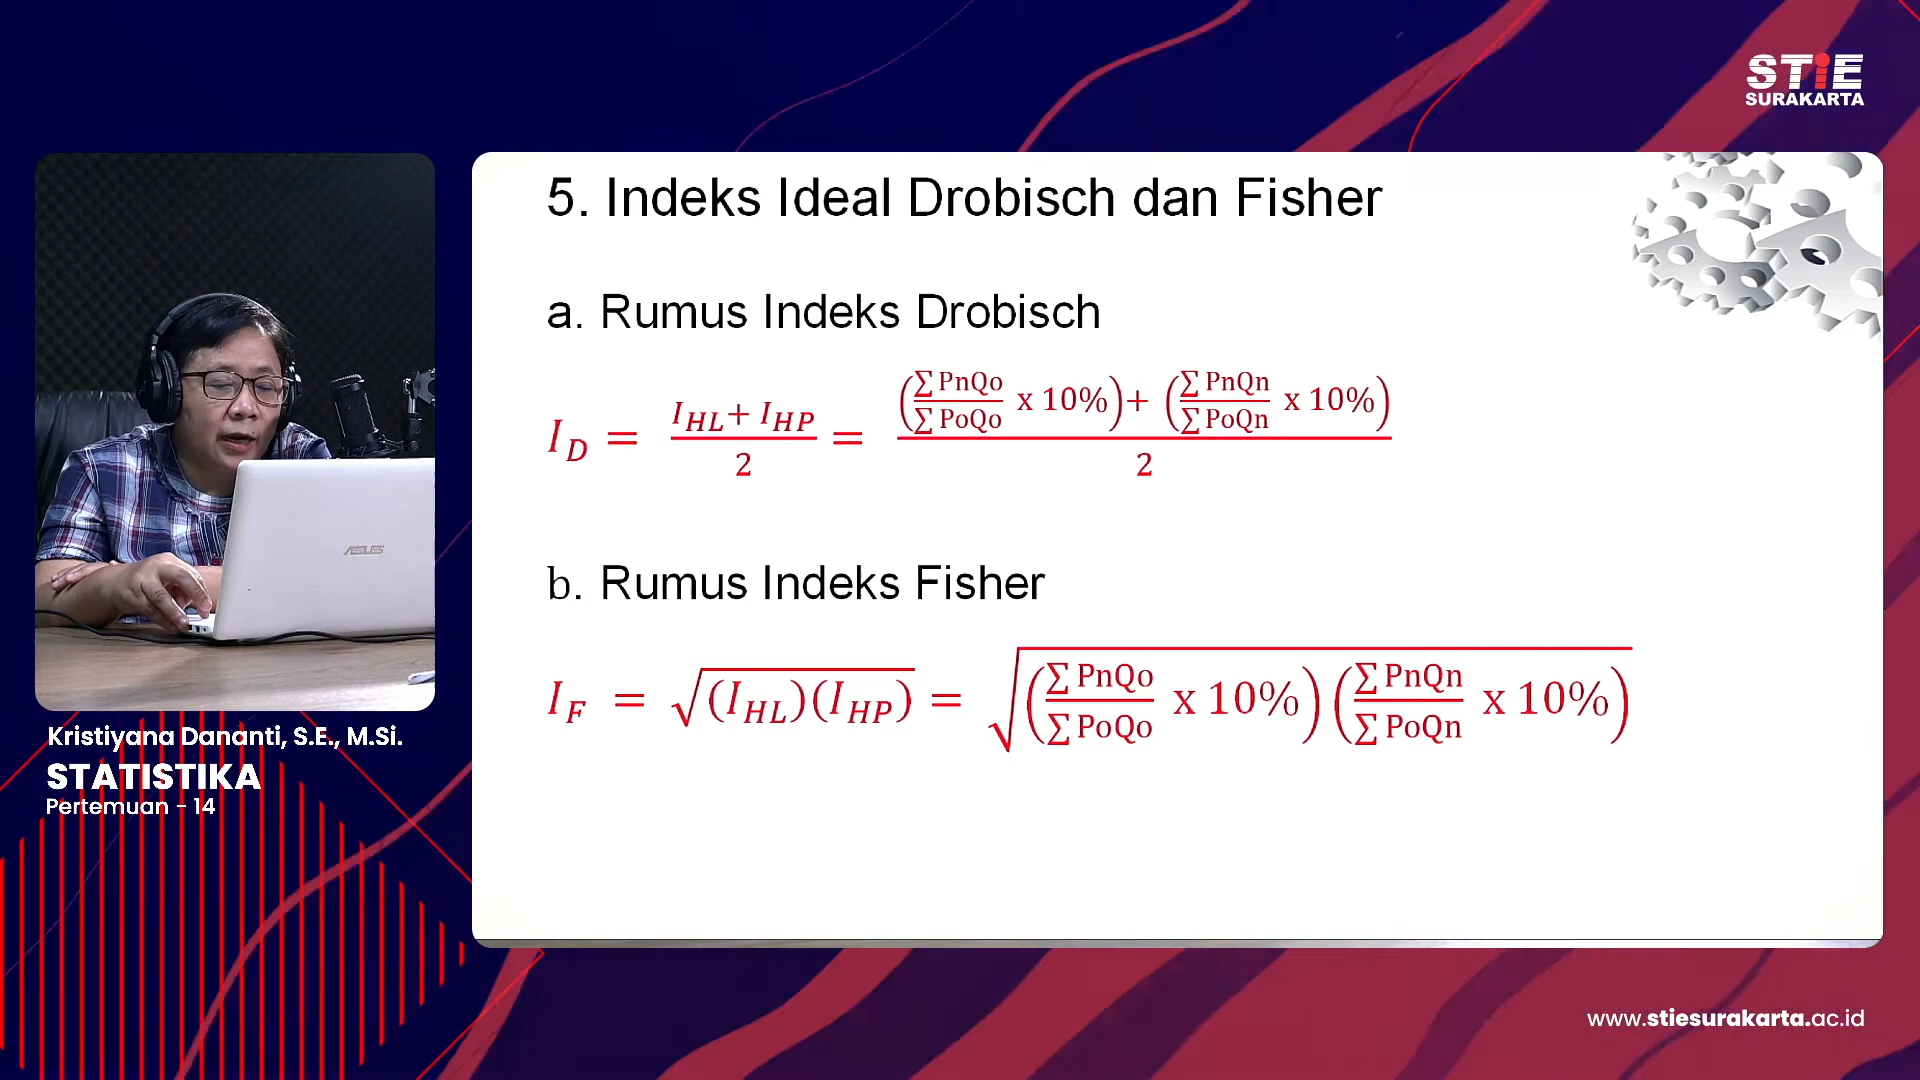 STiE
SURAKARTA
5. Indeks Ideal Drobisch dan Fisher
a. Rumus Indeks Drobisch
I_D = (I_HL + I_HP) / 2 = ((∑PnQo / ∑PoQo x 10%) + (∑PnQn / ∑PoQn x 10%)) / 2
b. Rumus Indeks Fisher
I_F = √((I_HL)(I_HP)) = √((∑PnQo / ∑PoQo x 10%)(∑PnQn / ∑PoQn x 10%))
ASUS
Kristiyana Dananti, S.E., M.Si.
STATISTIKA
Pertemuan - 14
www.stiesurakarta.ac.id